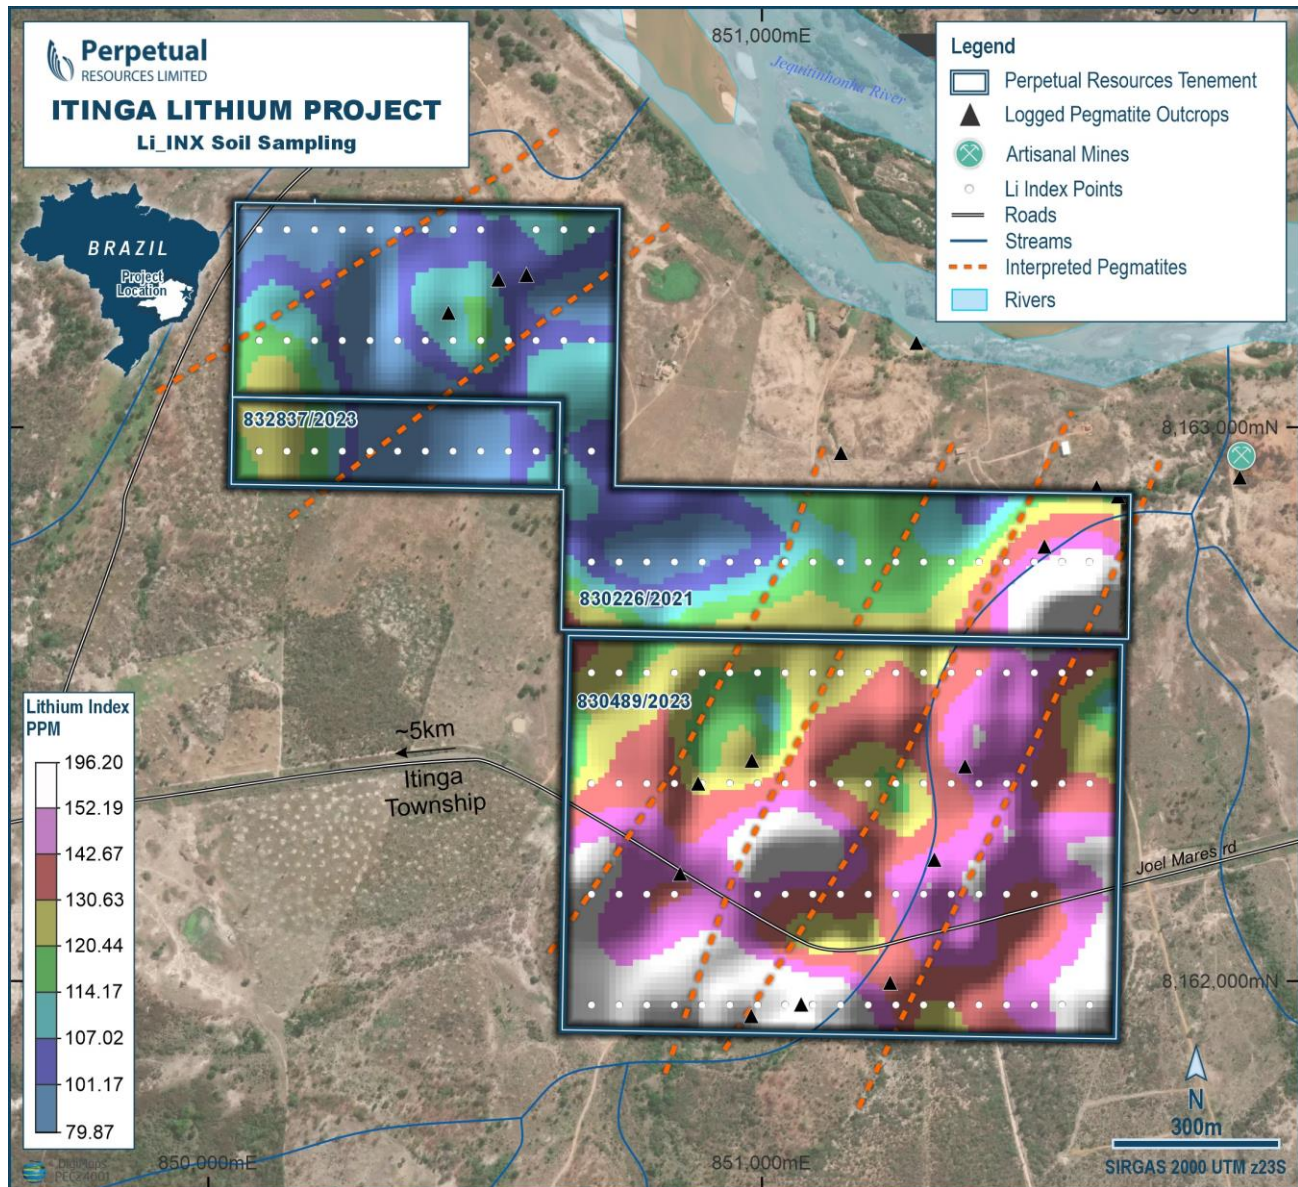 Perpetual
RESOURCES LIMITED
ITINGA LITHIUM PROJECT
Li_INX Soil Sampling
851,000mE
Jequitinhonha River
Legend
Perpetual Resources Tenement
Logged Pegmatite Outcrops
Artisanal Mines
Li Index Points
Roads
Streams
Interpreted Pegmatites
Rivers
BRAZIL
Project
Location
832837/2023
8,163,000mN
830226/2021
830489/2023
Lithium Index
PPM
196.20
152.19
142.67
130.63
120.44
114.17
107.02
101.17
79.87
~5km
Itinga
Township
Joel Mares rd
8,162,000mN
N
300m
SIRGAS 2000 UTM z23S
850,000mE
851,000mE